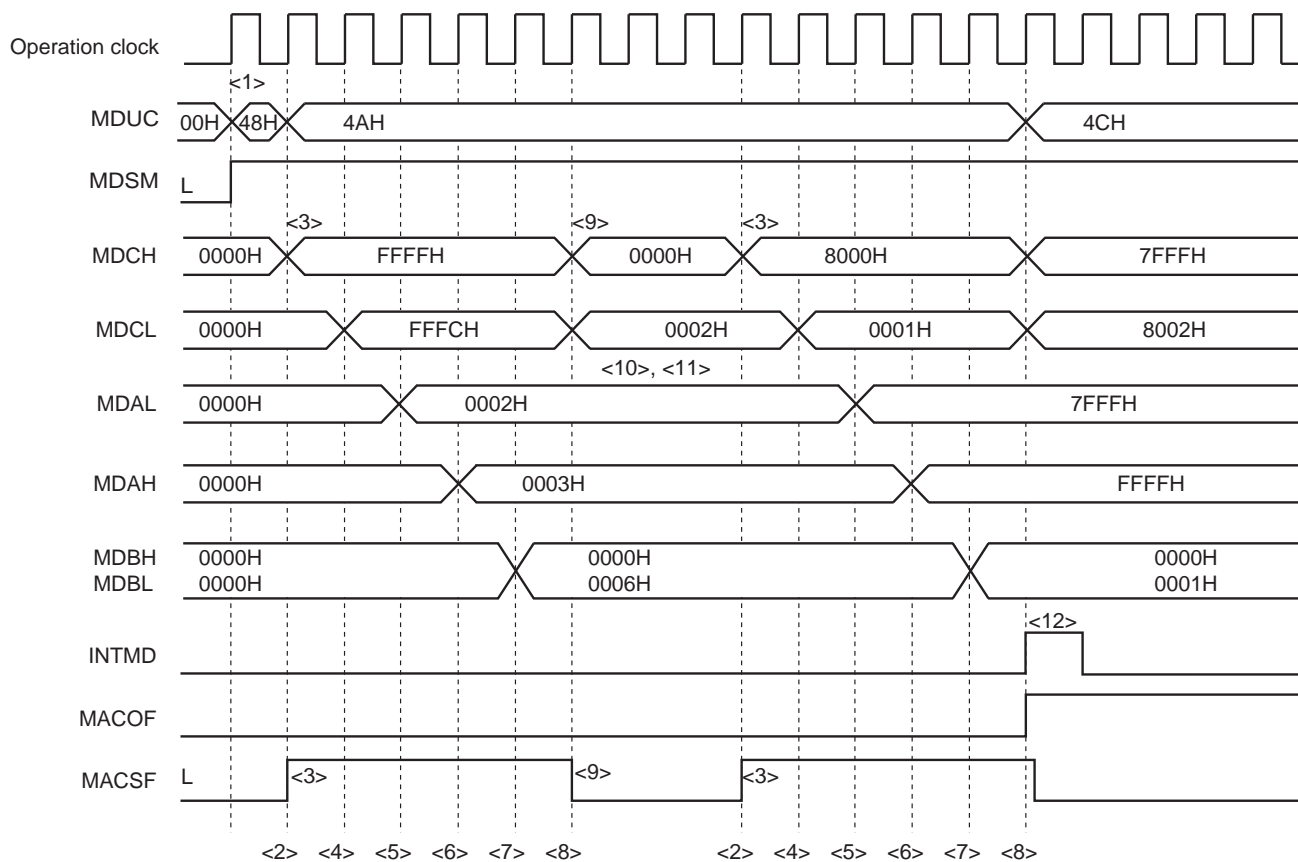 Operation clock
<1>
MDUC 00H 48H 4AH 4CH
MDSM L
<3> <9> <3>
MDCH 0000H FFFFH 0000H 8000H 7FFFH
MDCL 0000H FFFCH 0002H 0001H 8002H
<10>, <11>
MDAL 0000H 0002H 7FFFH
MDAH 0000H 0003H FFFFH
MDBH 0000H 0000H 0000H
MDBL 0000H 0006H 0001H
<12>
INTMD
MACOF
MACSF L <3> <9> <3>
<2> <4> <5> <6> <7> <8> <2> <4> <5> <6> <7> <8>